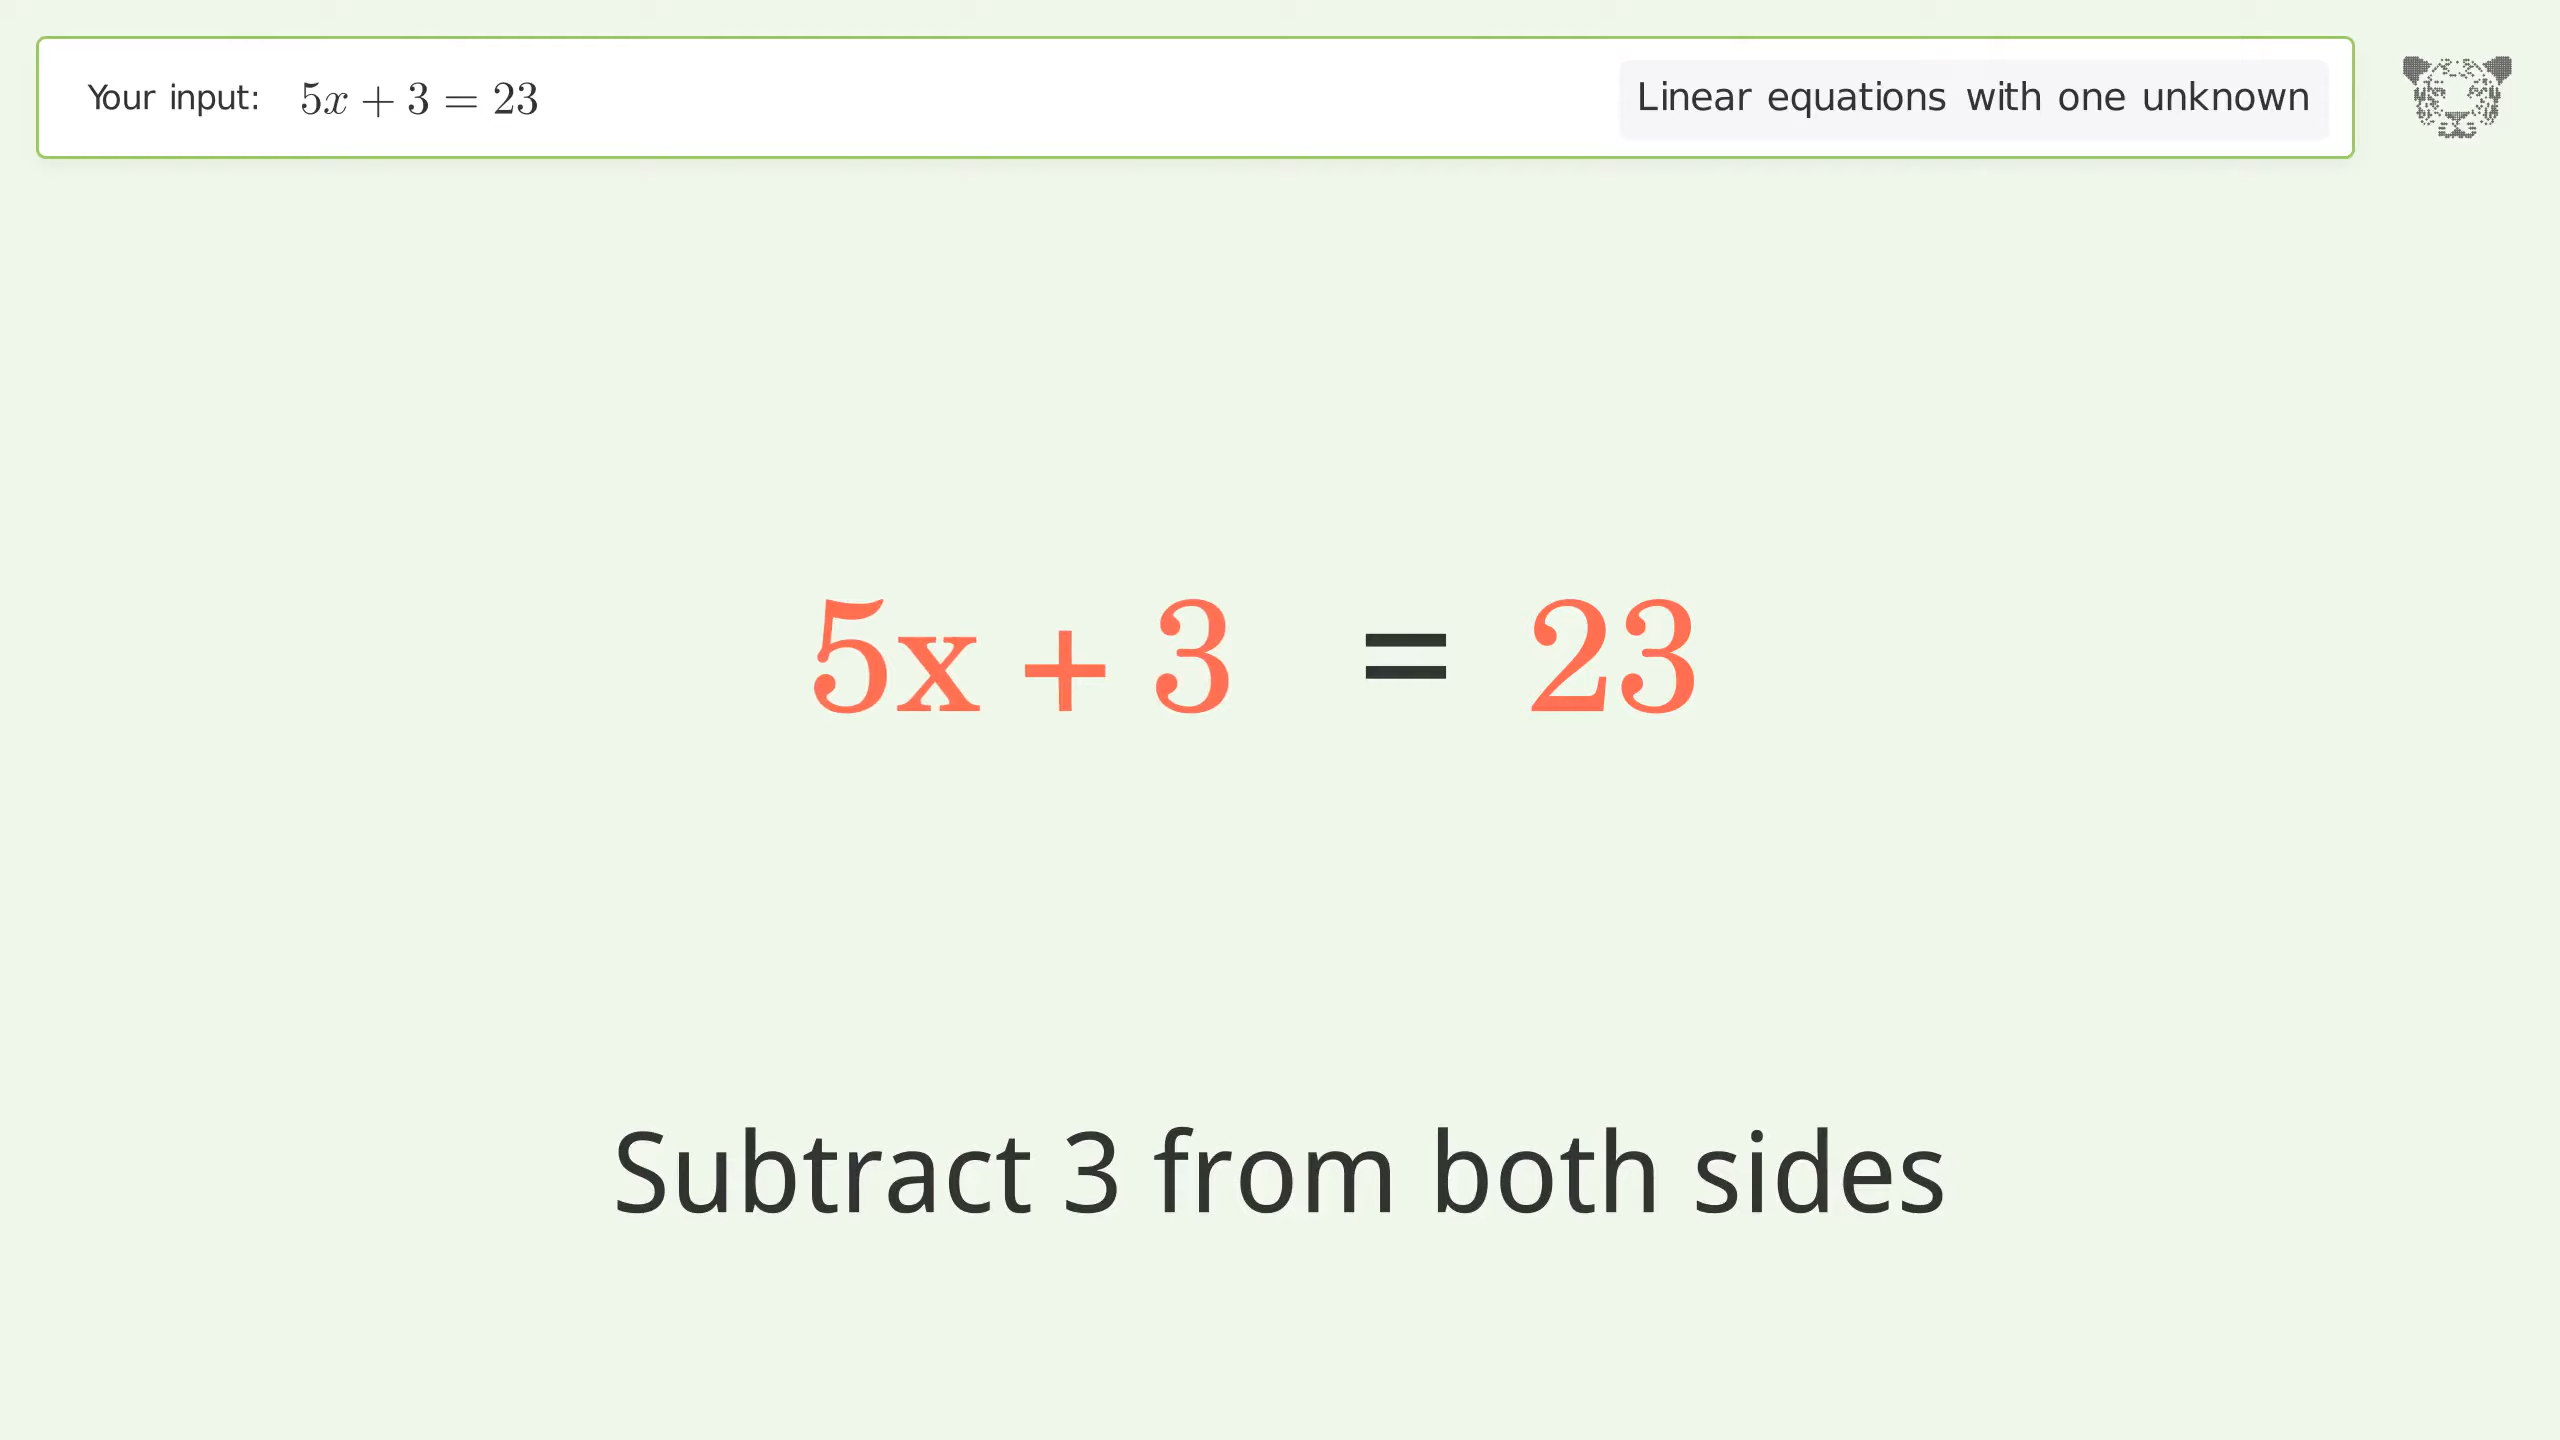 Your input: 5x + 3 = 23
Linear equations with one unknown
5x + 3 = 23
Subtract 3 from both sides